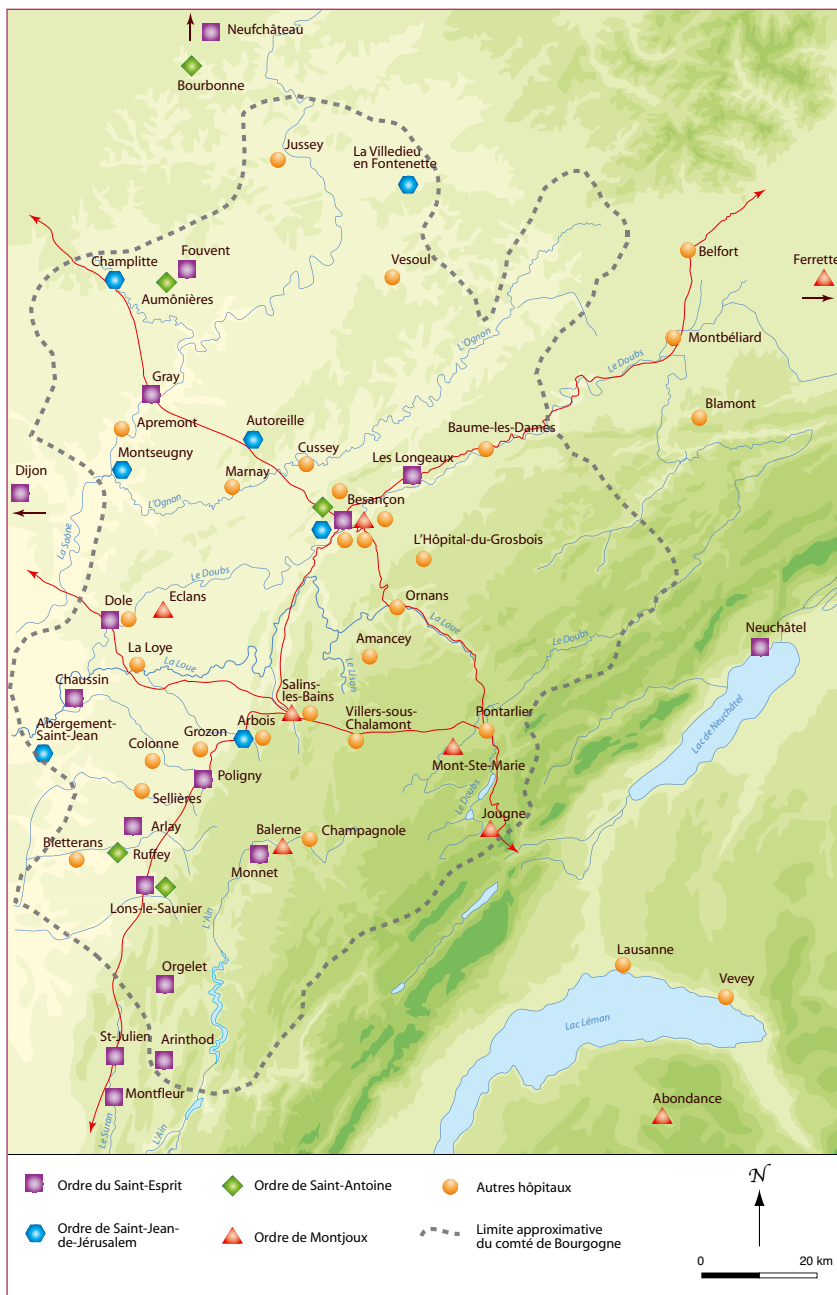 Neufchâteau
Bourbonne
Jussey
La Villedieu
en Fontenette
Champlitte
Fouvent
Aumônières
Vesoul
Belfort
Ferrette
L'Ognon
Montbéliard
Le Doubs
Gray
Blamont
Apremont
Autoreille
Baume-les-Dames
Montseugny
Cussey
Les Longeaux
Dijon
Marnay
L'Ognon
Besançon
La Saône
L'Hôpital-du-Grosbois
Le Doubs
Dole
Eclans
Ornans
La Loue
Le Doubs
Neuchâtel
La Loye
La Loue
Amancey
Le Lison
Chaussin
Salins-
les-Bains
Lac de Neuchâtel
Abergement-
Saint-Jean
Grozon
Arbois
Villers-sous-
Chalamont
Pontarlier
Colonne
Mont-Ste-Marie
Poligny
Sellières
Le Doubs
Jougne
Arlay
Balerne
Champagnole
Bletterans
Ruffey
Monnet
Lons-le-Saunier
L'Ain
Orgelet
Lausanne
Vevey
Lac Léman
St-Julien
Arinthod
Montfleur
Abondance
Le Suran
L'Ain
Ordre du Saint-Esprit
Ordre de Saint-Antoine
Autres hôpitaux
N
Ordre de Saint-Jean-
de-Jérusalem
Ordre de Montjoux
Limite approximative
du comté de Bourgogne
0 20 km